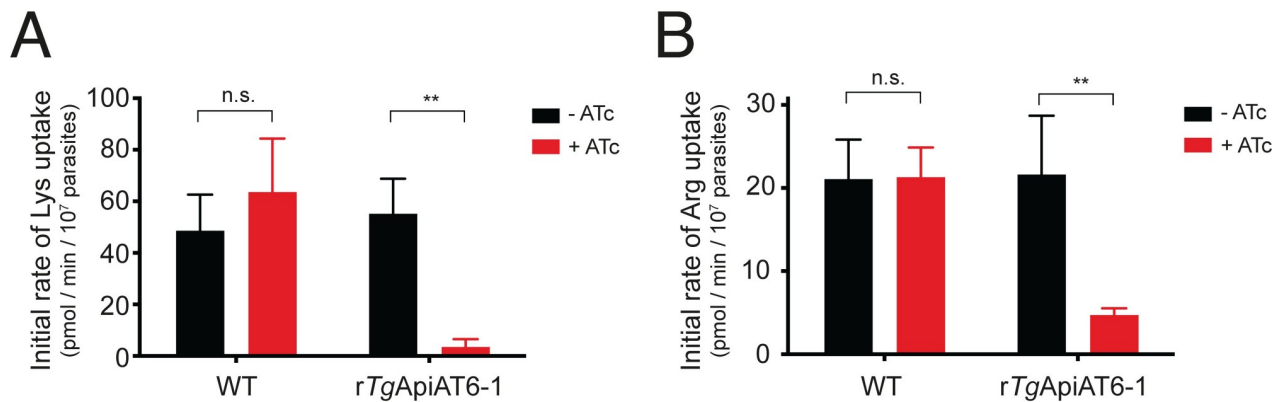 A
Initial rate of Lys uptake
(pmol / min / 10⁷ parasites)
100
80
60
40
20
0
n.s.
**
- ATc
+ ATc
WT
rTgApiAT6-1
B
Initial rate of Arg uptake
(pmol / min / 10⁷ parasites)
30
20
10
0
n.s.
**
- ATc
+ ATc
WT
rTgApiAT6-1